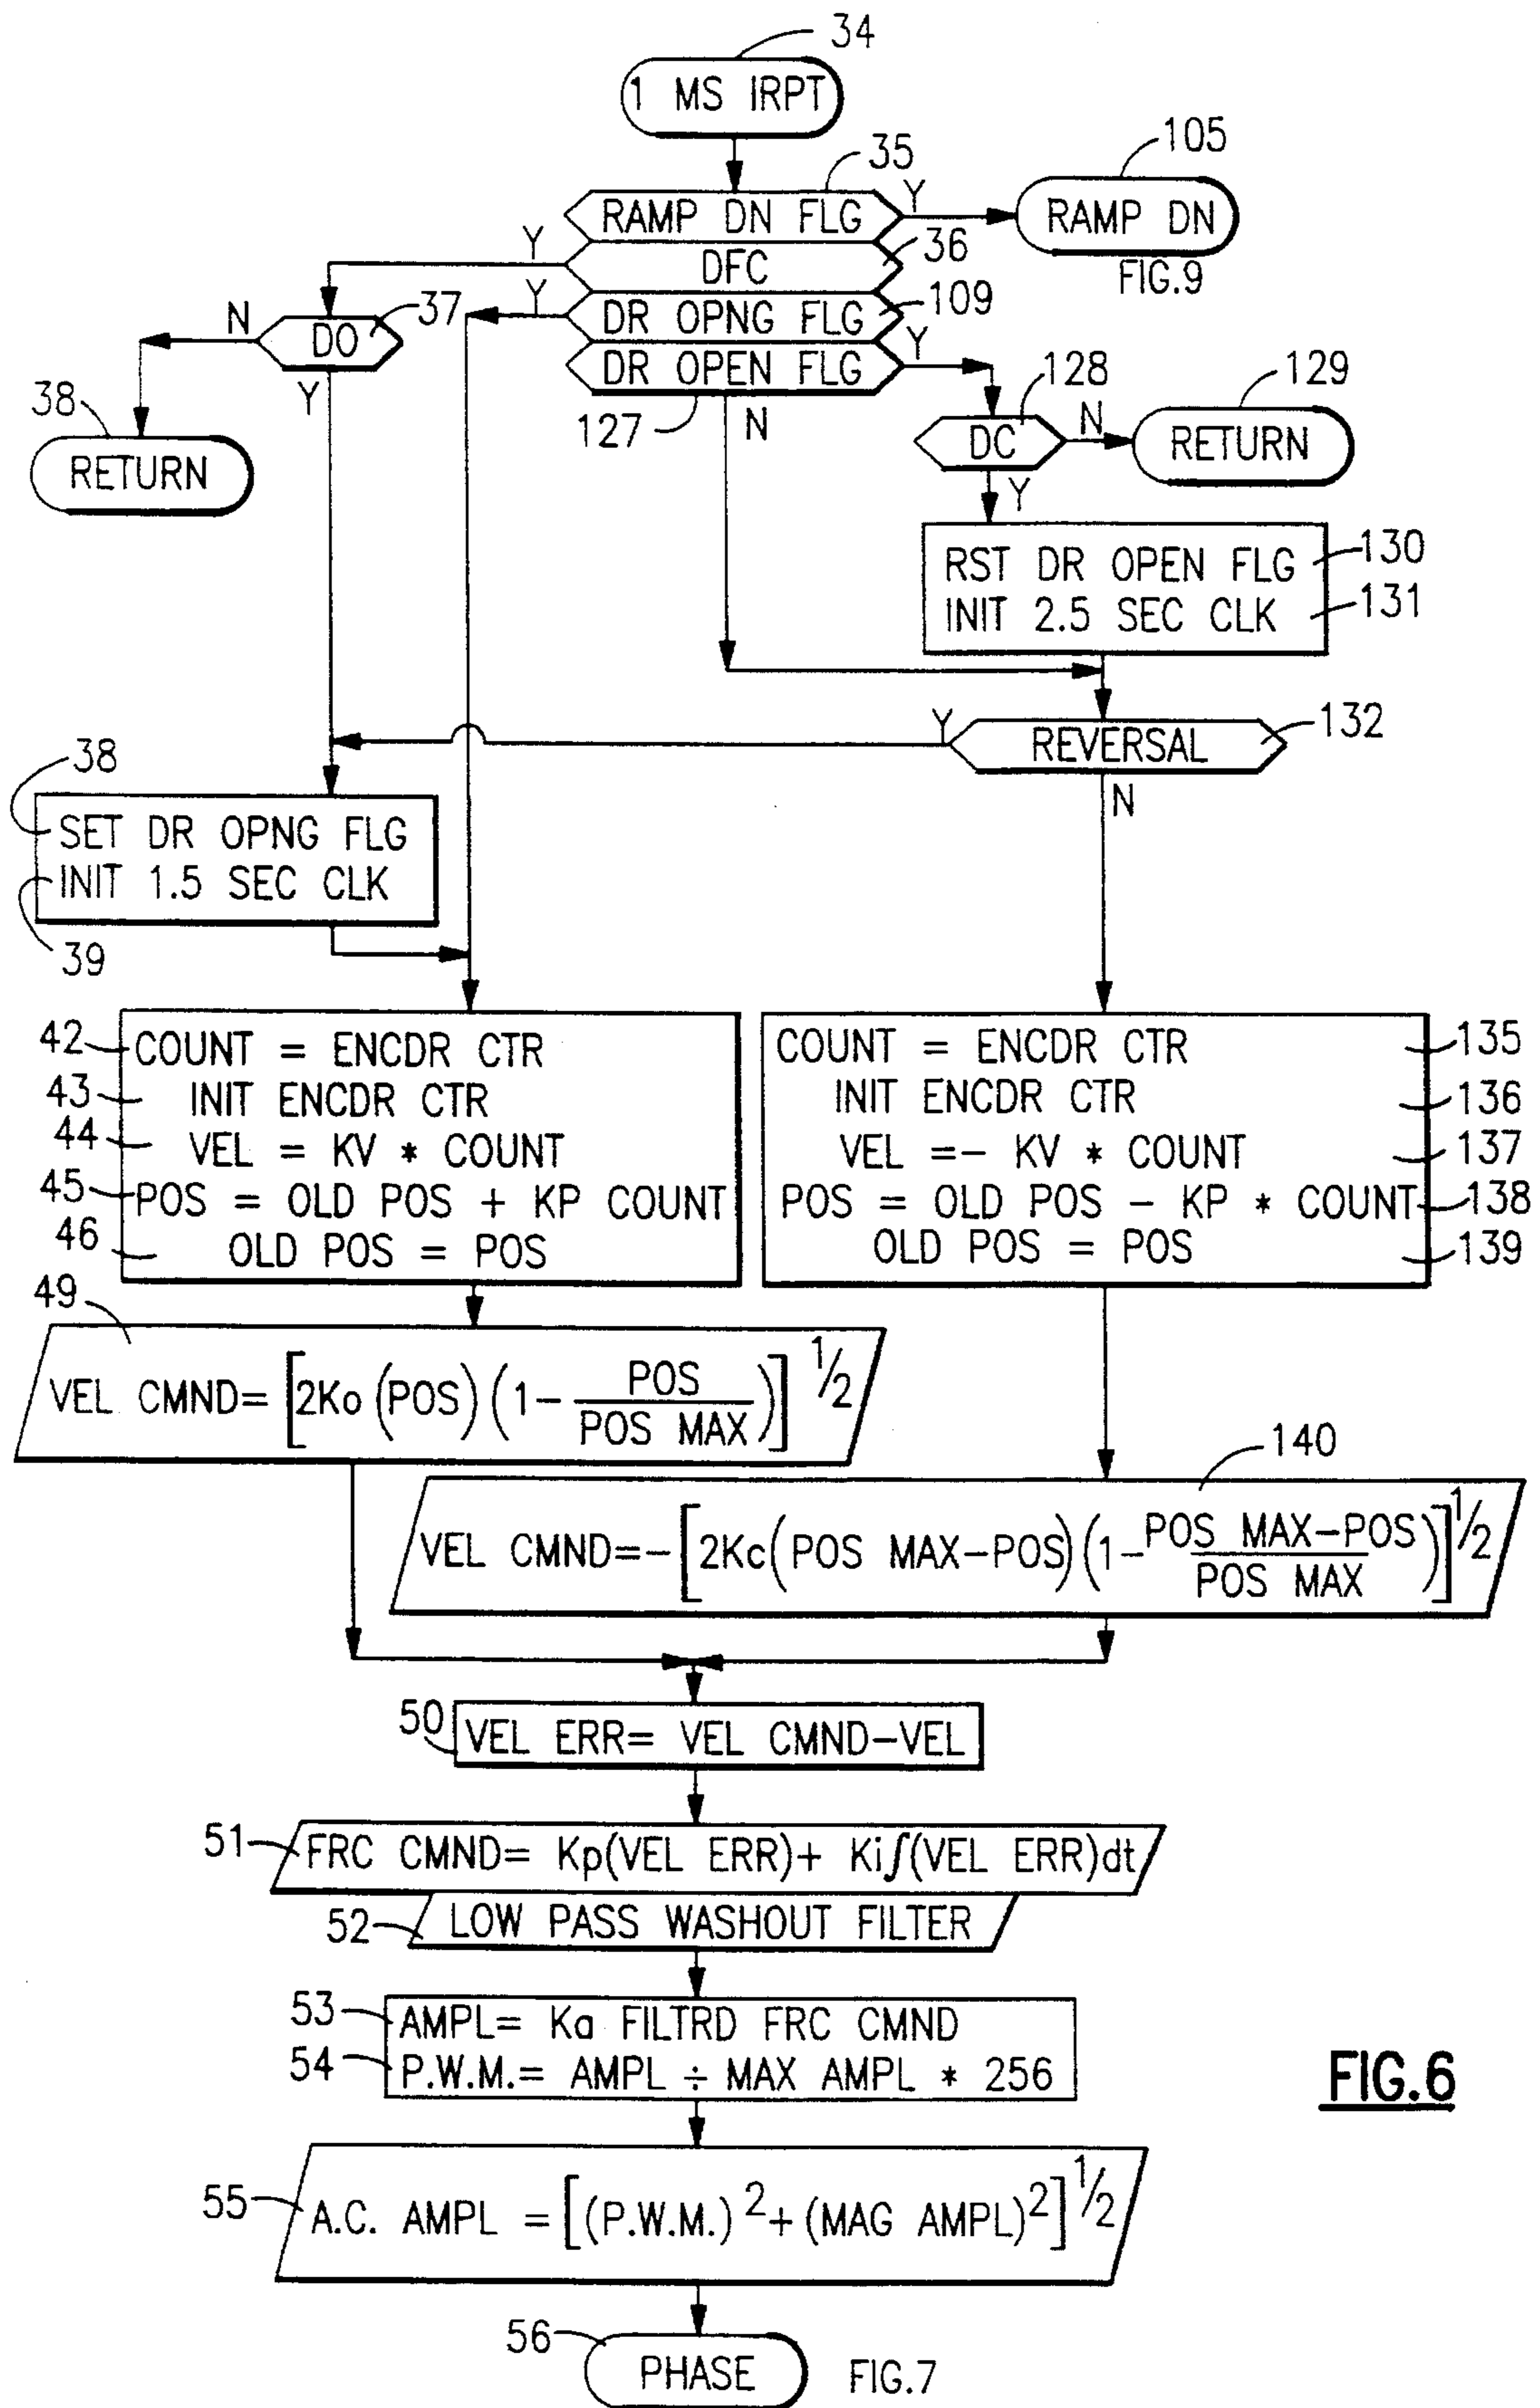 34
1 MS IRPT
35
105
RAMP DN FLG
Y
RAMP DN
FIG.9
Y
DFC
36
Y
DR OPNG FLG
109
N
DO
37
DR OPEN FLG
Y
Y
127
N
128
DC
N
129
RETURN
38
RETURN
Y
RST DR OPEN FLG
130
INIT 2.5 SEC CLK
131
Y
REVERSAL
132
N
38
SET DR OPNG FLG
INIT 1.5 SEC CLK
39
42 COUNT = ENCDR CTR
43 INIT ENCDR CTR
44 VEL = KV * COUNT
45 POS = OLD POS + KP COUNT
46 OLD POS = POS
COUNT = ENCDR CTR 135
INIT ENCDR CTR 136
VEL =- KV * COUNT 137
POS = OLD POS - KP * COUNT 138
OLD POS = POS 139
49
VEL CMND= [2Ko (POS) (1- POS / POS MAX)] 1/2
140
VEL CMND=- [2Kc(POS MAX-POS) (1- POS MAX-POS / POS MAX)] 1/2
50 VEL ERR= VEL CMND-VEL
51 FRC CMND= Kp(VEL ERR)+ Ki∫(VEL ERR)dt
52 LOW PASS WASHOUT FILTER
53 AMPL= Ka FILTRD FRC CMND
54 P.W.M.= AMPL ÷ MAX AMPL * 256
FIG.6
55 A.C. AMPL = [(P.W.M.)2+ (MAG AMPL)2] 1/2
56
PHASE
FIG.7